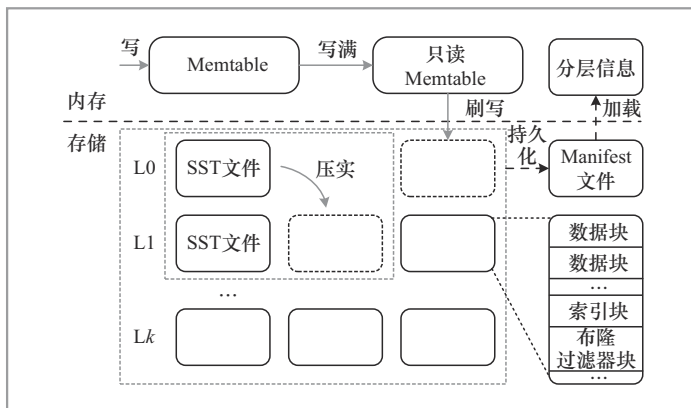 写
Memtable
写满
只读
Memtable
分层信息
内存
刷写
加载
存储
持久
化
L0
SST文件
压实
Manifest
文件
L1
SST文件
数据块
数据块
...
...
索引块
Lk
布隆
过滤器块
...